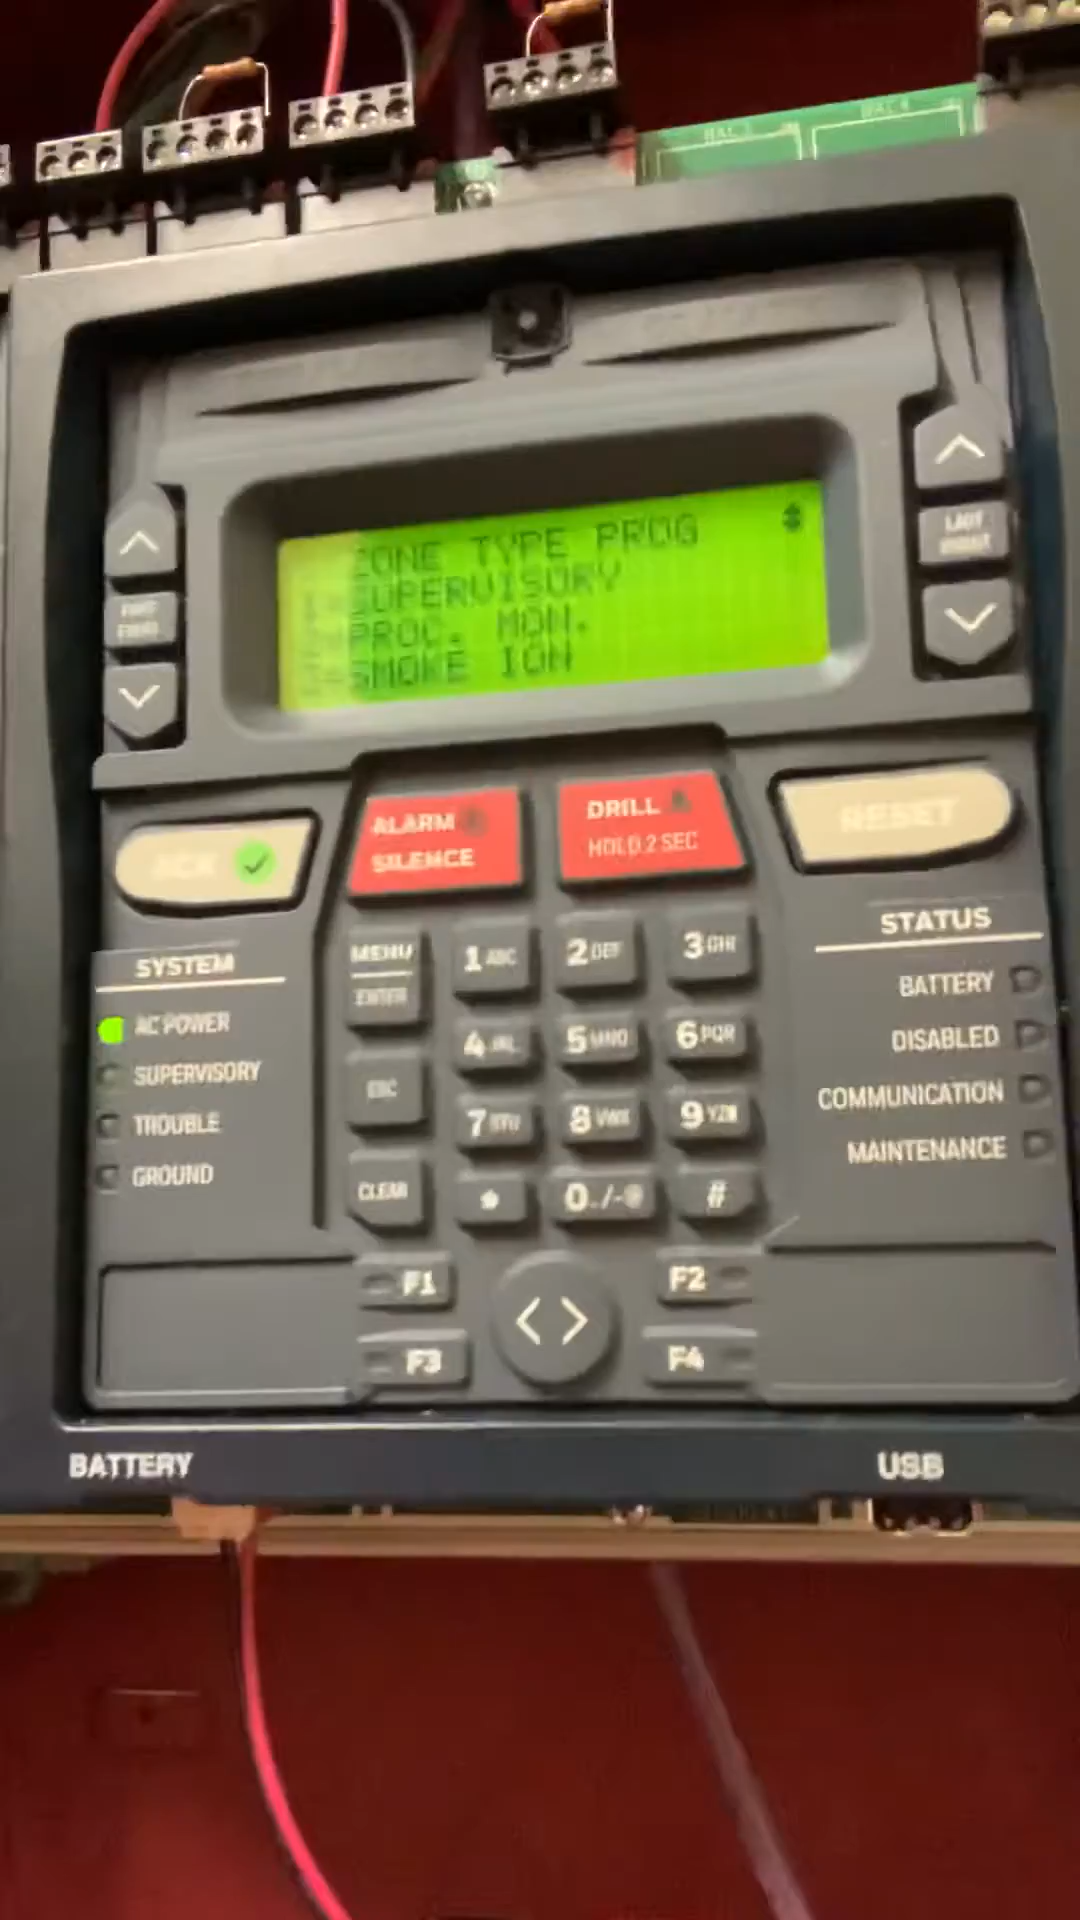 ZONE TYPE PROG
SUPERVISORY
PROC. MON.
SMOKE ION
ACK
ALARM
SILENCE
DRILL
HOLD 2 SEC
RESET
SYSTEM
AC POWER
SUPERVISORY
TROUBLE
GROUND
MENU
ENTER
ESC
CLEAR
1 ABC
2 DEF
3 GHI
4 JKL
5 MNO
6 PQR
7 STU
8 VWX
9 YZ
*
0 ./-@
#
STATUS
BATTERY
DISABLED
COMMUNICATION
MAINTENANCE
F1
< >
F2
F3
F4
BATTERY
USB